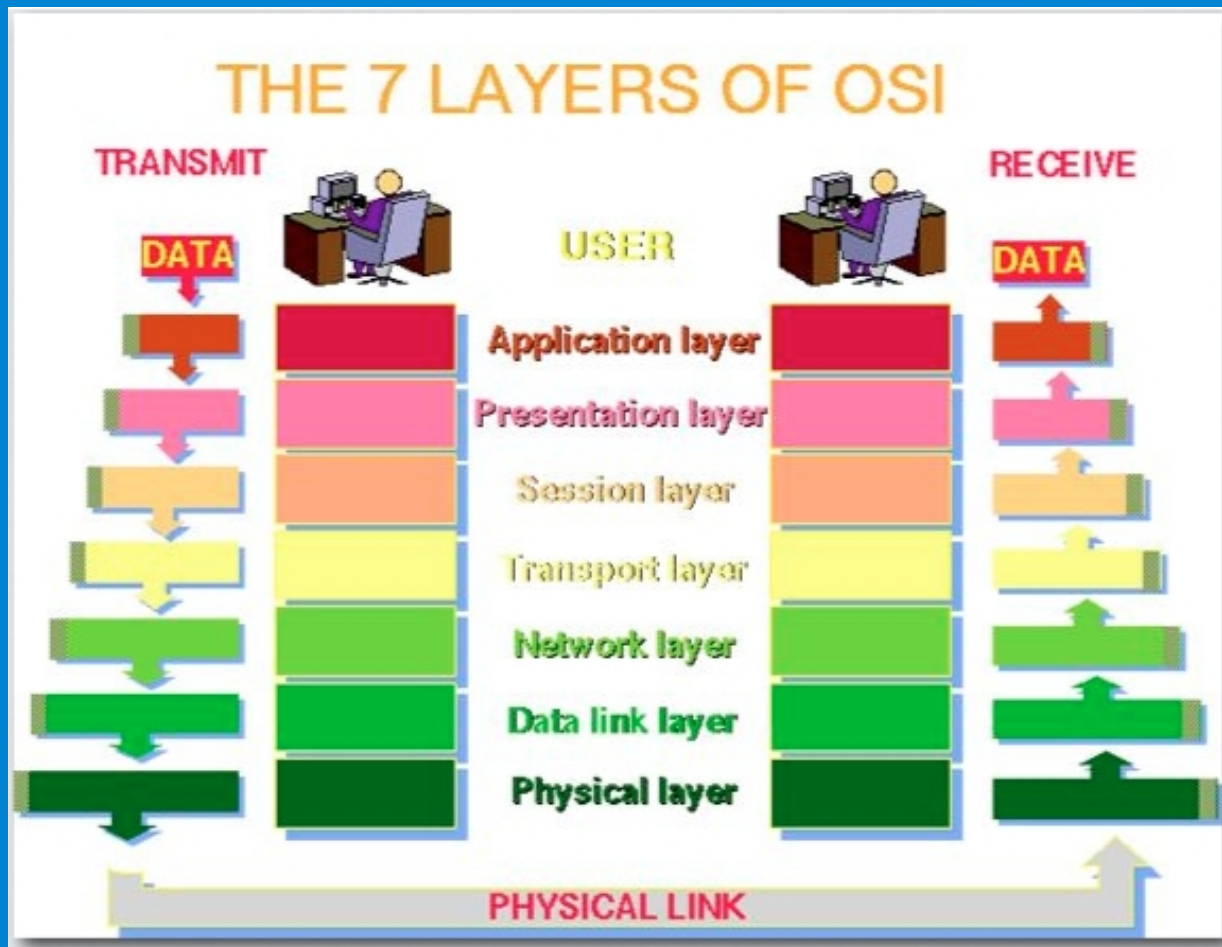 THE 7 LAYERS OF OSI
TRANSMIT
RECEIVE
DATA
USER
DATA
Application layer
Presentation layer
Session layer
Transport layer
Network layer
Data link layer
Physical layer
PHYSICAL LINK